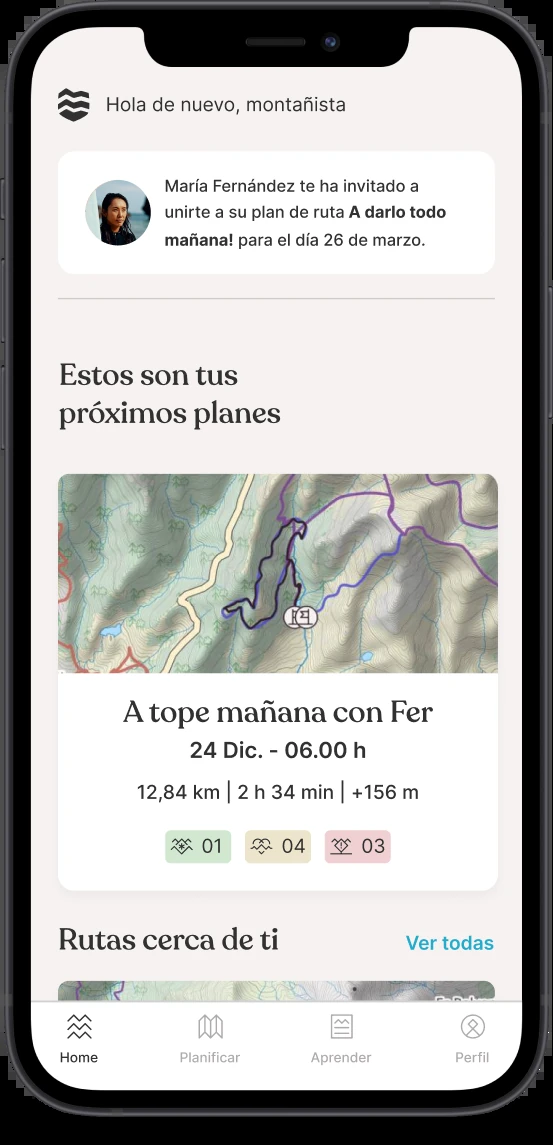 Hola de nuevo, montañista
María Fernández te ha invitado a
unirte a su plan de ruta A darlo todo
mañana! para el día 26 de marzo.
Estos son tus
próximos planes
A tope mañana con Fer
24 Dic. - 06.00 h
12,84 km | 2 h 34 min | +156 m
01 04 03
Rutas cerca de ti Ver todas
Home Planificar Aprender Perfil